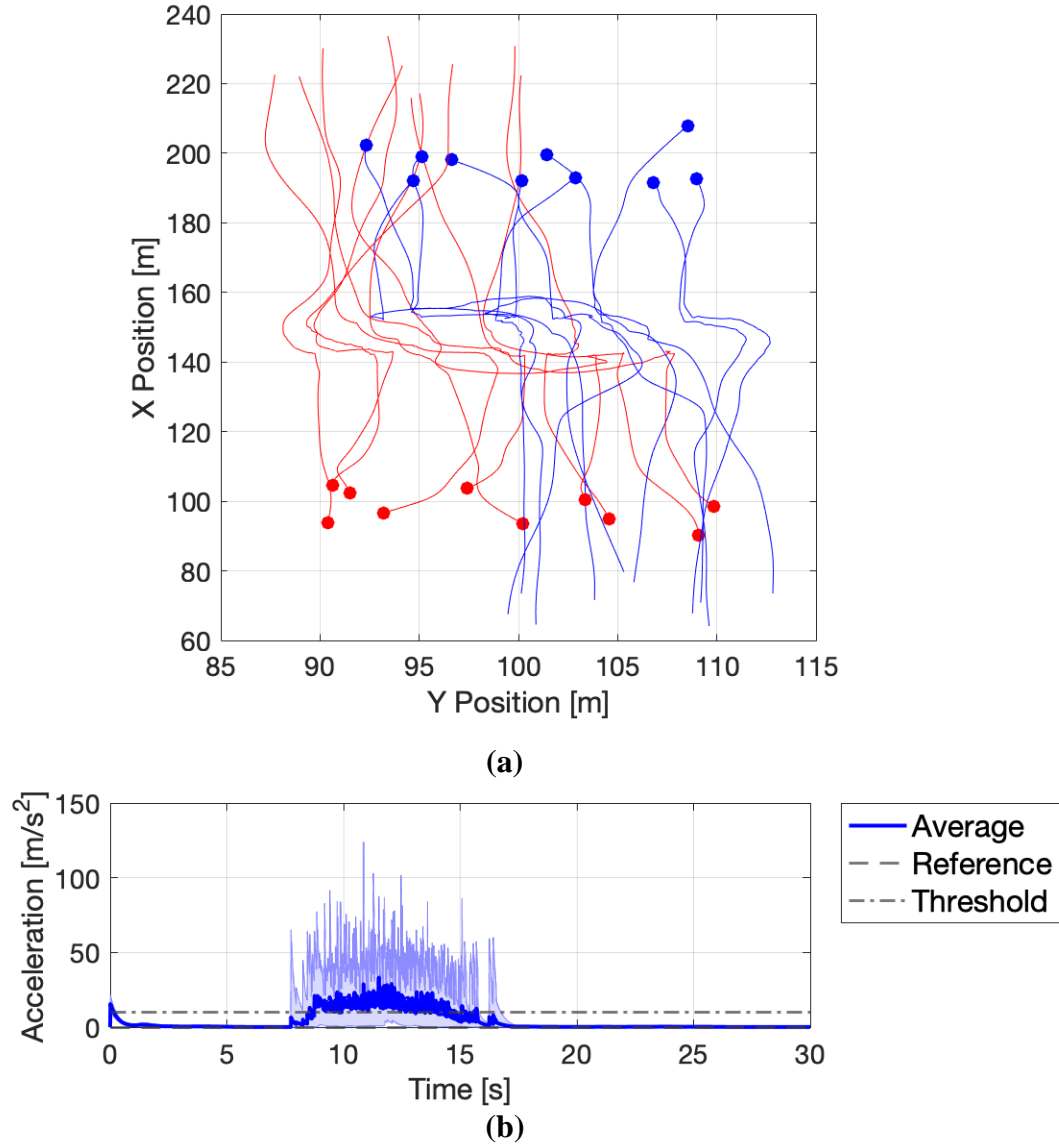 240
220
200
180
160
140
120
100
80
60
X Position [m]
85 90 95 100 105 110 115
Y Position [m]
(a)
150
100
50
0
Acceleration [m/s²]
0 5 10 15 20 25 30
Time [s]
Average
Reference
Threshold
(b)